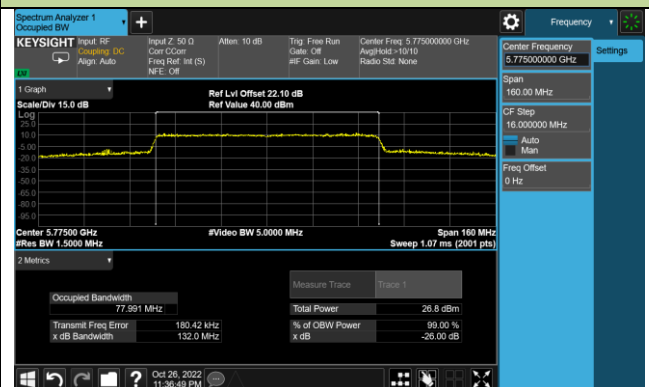 Spectrum Analyzer 1
Occupied BW
Frequency
KEYSIGHT
Input: RF
Coupling: DC
Align: Auto
Input Z: 50 Ω
Corr CCorr
Freq Ref: Int (S)
NFE: Off
Atten: 10 dB
Trig: Free Run
Gate: Off
#IF Gain: Low
Center Freq: 5.775000000 GHz
Avg|Hold:>10/10
Radio Std: None
LXI
Center Frequency
5.775000000 GHz
Settings
Span
160.00 MHz
CF Step
16.000000 MHz
Auto
Man
Freq Offset
0 Hz
1 Graph
Scale/Div 15.0 dB
Ref Lvl Offset 22.10 dB
Ref Value 40.00 dBm
Log
25.0
10.0
-5.00
-20.0
-35.0
-50.0
-65.0
-80.0
-95.0
Center 5.77500 GHz
#Res BW 1.5000 MHz
#Video BW 5.0000 MHz
Span 160 MHz
Sweep 1.07 ms (2001 pts)
2 Metrics
Measure Trace
Trace 1
Occupied Bandwidth
77.991 MHz
Total Power
26.8 dBm
Transmit Freq Error
180.42 kHz
% of OBW Power
99.00 %
x dB Bandwidth
132.0 MHz
x dB
-26.00 dB
Oct 26, 2022
11:36:49 PM